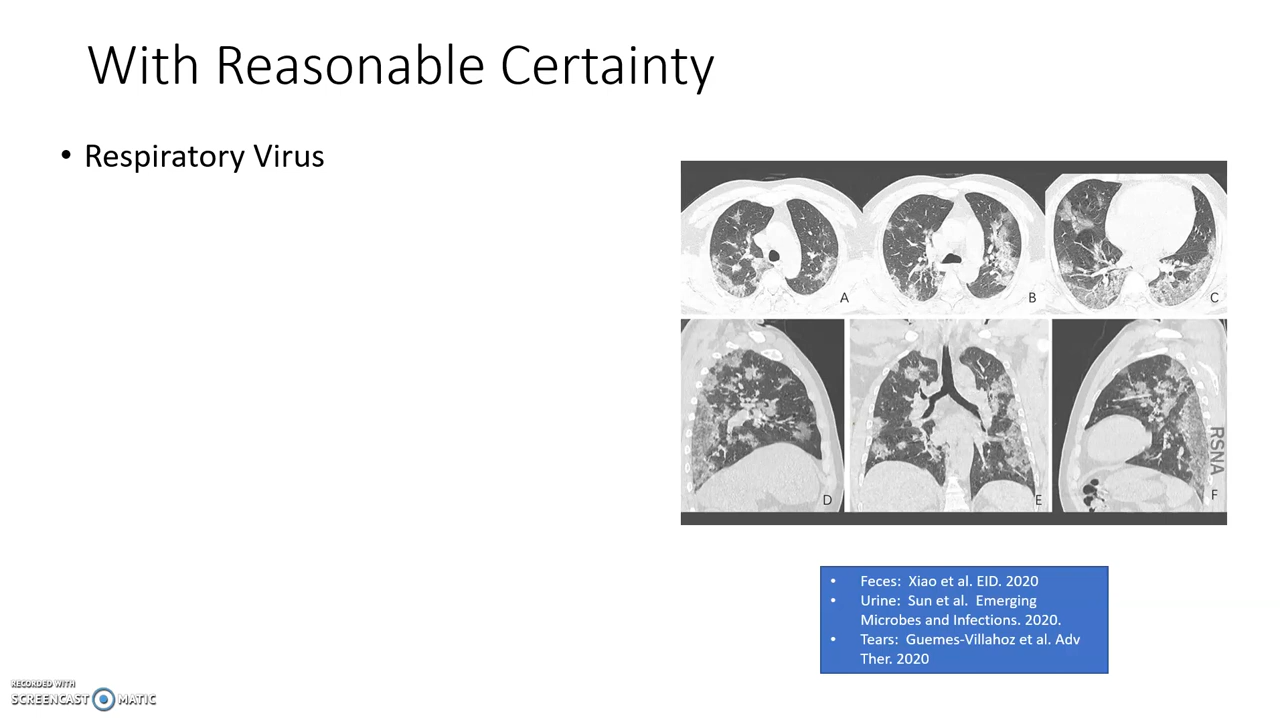 With Reasonable Certainty
• Respiratory Virus
A
B
C
D
E
F
RSNA
• Feces: Xiao et al. EID. 2020
• Urine: Sun et al. Emerging
Microbes and Infections. 2020.
• Tears: Guemes-Villahoz et al. Adv
Ther. 2020
RECORDED WITH
SCREENCAST MATIC